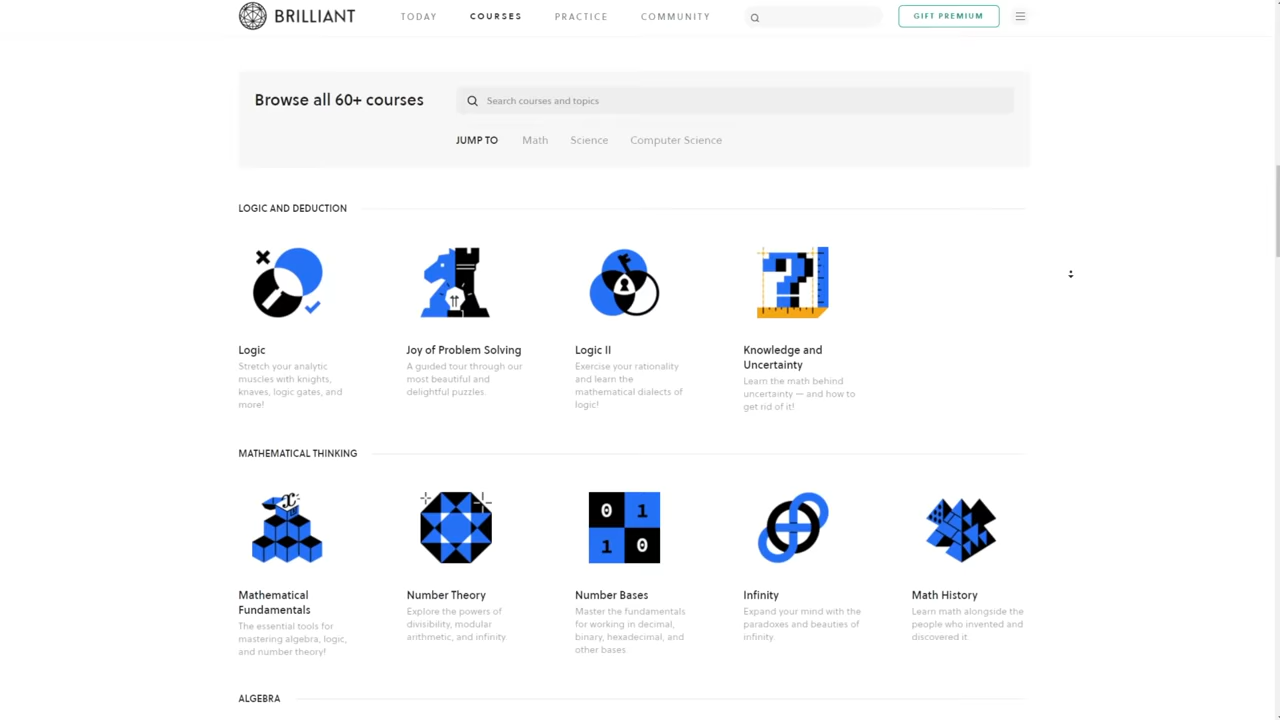 BRILLIANT TODAY COURSES PRACTICE COMMUNITY GIFT PREMIUM
Browse all 60+ courses
Search courses and topics
JUMP TO Math Science Computer Science
LOGIC AND DEDUCTION
Logic
Stretch your analytic
muscles with knights,
knaves, logic gates, and
more!
Joy of Problem Solving
A guided tour through our
most beautiful and
delightful puzzles.
Logic II
Exercise your rationality
and learn the
mathematical dialects of
logic!
Knowledge and
Uncertainty
Learn the math behind
uncertainty — and how to
get rid of it!
MATHEMATICAL THINKING
x
0 1
1 0
Mathematical
Fundamentals
The essential tools for
mastering algebra, logic,
and number theory!
Number Theory
Explore the powers of
divisibility, modular
arithmetic, and infinity.
Number Bases
Master the fundamentals
for working in decimal,
binary, hexadecimal, and
other bases
Infinity
Expand your mind with the
paradoxes and beauties of
infinity.
Math History
Learn math alongside the
people who invented and
discovered it
ALGEBRA